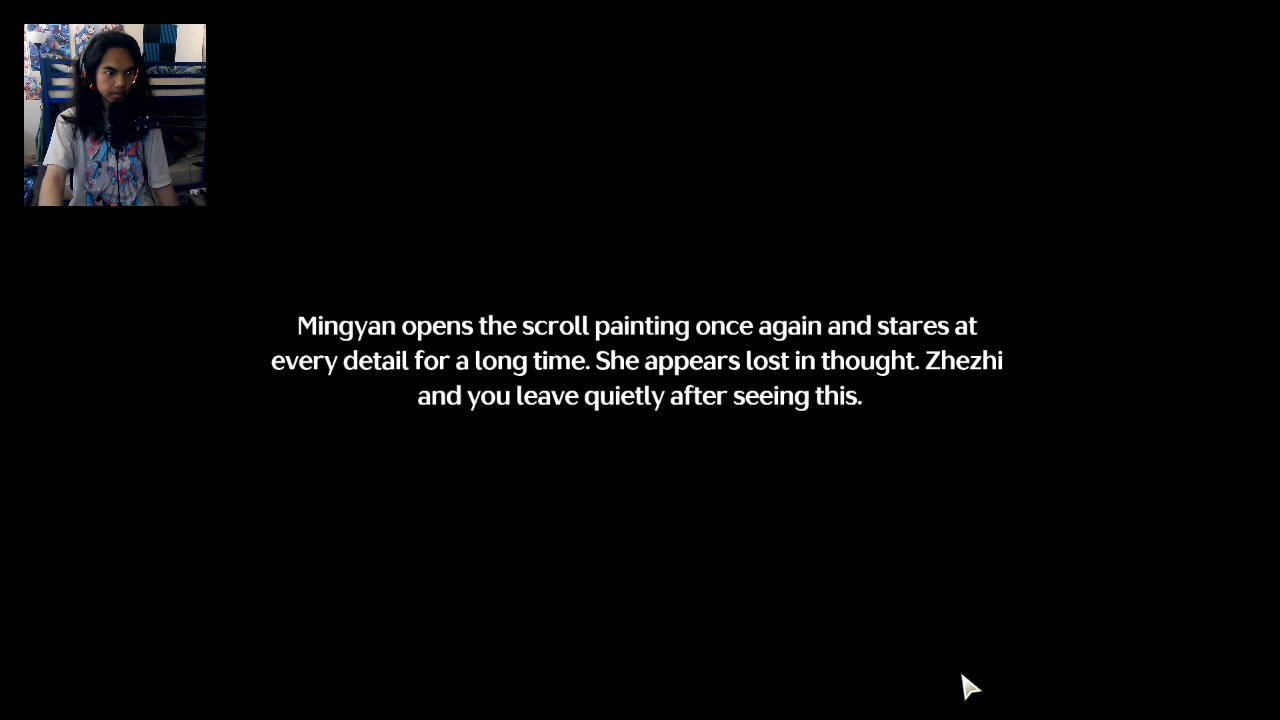 Mingyan opens the scroll painting once again and stares at
every detail for a long time. She appears lost in thought. Zhezhi
and you leave quietly after seeing this.